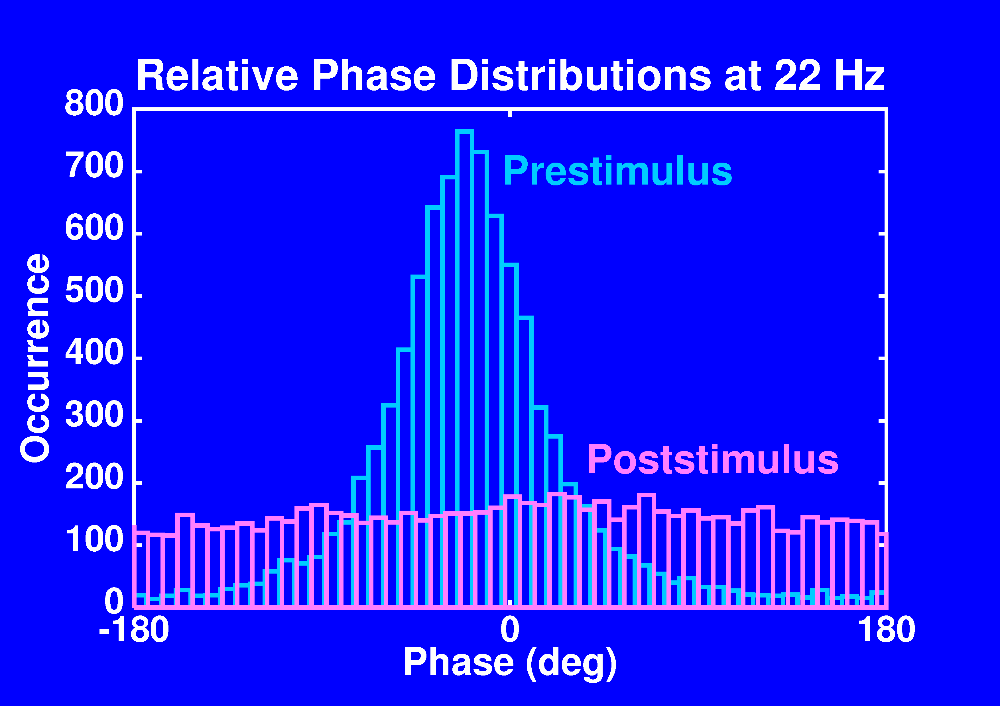 Relative Phase Distributions at 22 Hz
800
700
600
500
400
300
200
100
0
Occurrence
Prestimulus
Poststimulus
-180
0
180
Phase (deg)